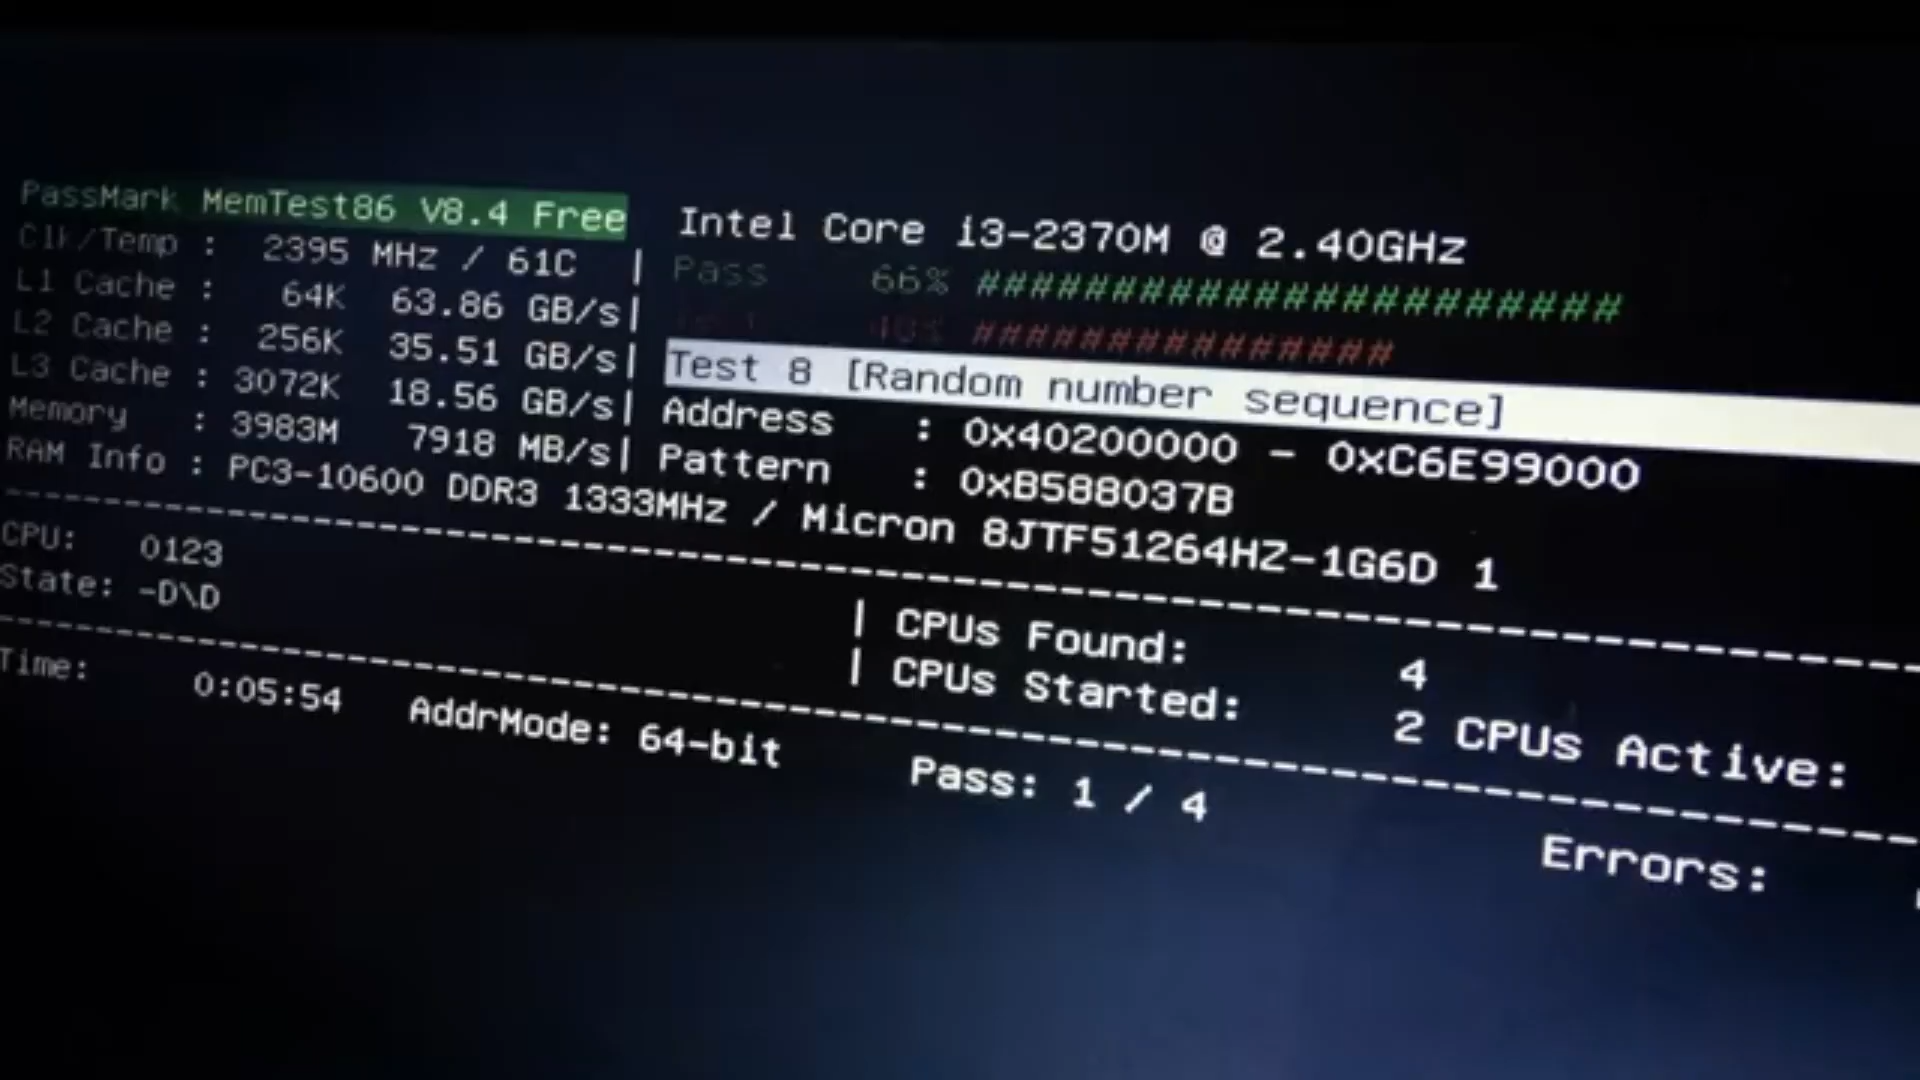 PassMark MemTest86 V8.4 Free Intel Core i3-2370M @ 2.40GHz
Clk/Temp : 2395 MHz / 61C | Pass 66% ########################
L1 Cache : 64K 63.86 GB/s| 48% ################
L2 Cache : 256K 35.51 GB/s| Test 8 [Random number sequence]
L3 Cache : 3072K 18.56 GB/s| Address : 0x40200000 - 0xC6E99000
Memory : 3983M 7918 MB/s| Pattern : 0xB588037B
RAM Info : PC3-10600 DDR3 1333MHz / Micron 8JTF51264HZ-1G6D 1
CPU: 0123 | CPUs Found: 4
State: -D\D | CPUs Started: 2 CPUs Active:
Time: 0:05:54 AddrMode: 64-bit Pass: 1 / 4 Errors: